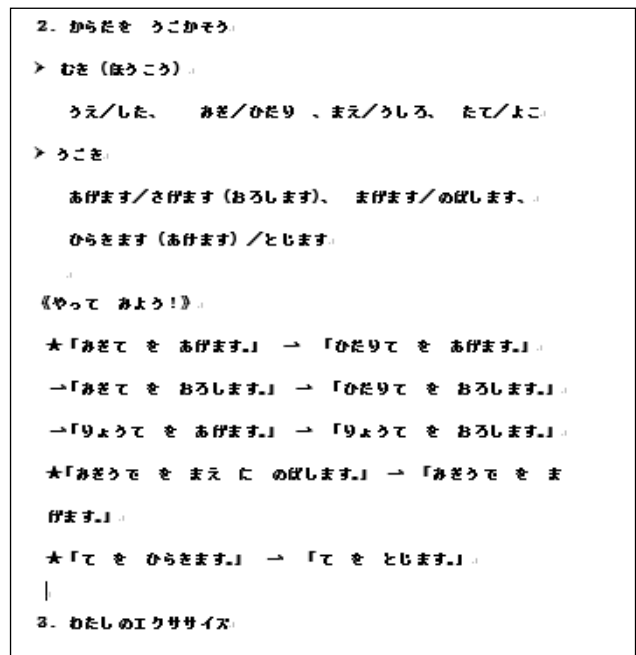 2. からだを うごかそう
➤ むき（ほうこう）
うえ/した、 みぎ/ひだり 、まえ/うしろ、 たて/よこ
➤ うごき
あげます/さげます（おろします）、 まげます/のばします、
ひらきます（あけます）/とじます
《やって みよう！》
★「みぎて を あげます。」 → 「ひだりて を あげます。」
→「みぎて を おろします。」 → 「ひだりて を おろします。」
→「りょうて を あげます。」 → 「りょうて を おろします。」
★「みぎうで を まえ に のばします。」 → 「みぎうで を ま
げます。」
★「て を ひらきます。」 → 「て を とじます。」
3. わたしのエクササイズ